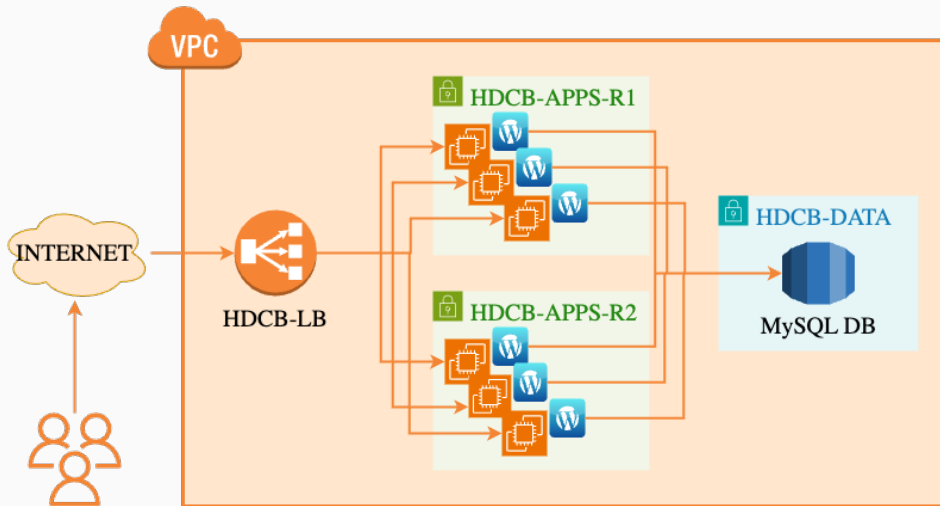 VPC
HDCB-APPS-R1
INTERNET
HDCB-LB
HDCB-DATA
MySQL DB
HDCB-APPS-R2